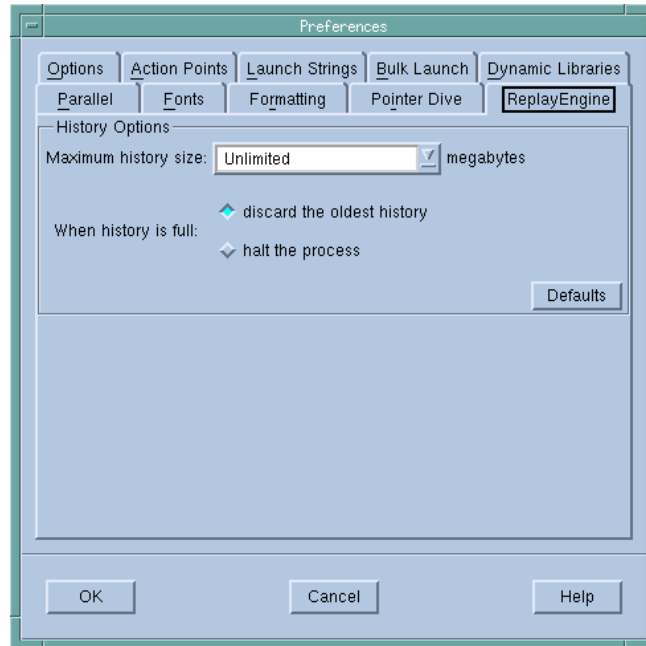 Preferences
Options Action Points Launch Strings Bulk Launch Dynamic Libraries
Parallel Fonts Formatting Pointer Dive ReplayEngine
History Options
Maximum history size: Unlimited megabytes
discard the oldest history
When history is full:
halt the process
Defaults
OK Cancel Help